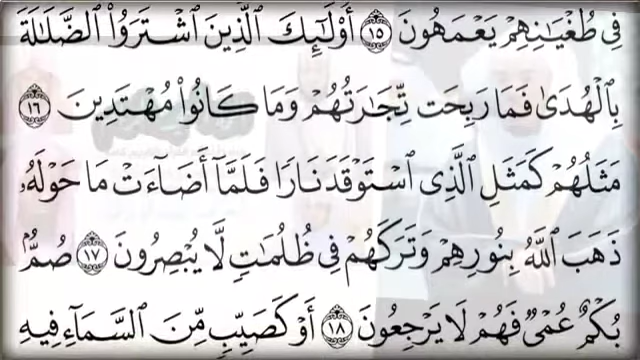 فِي طُغْيَـٰنِهِمْ يَعْمَهُونَ ١٥ أُوْلَـٰٓئِكَ ٱلَّذِينَ ٱشْتَرَوُاْ ٱلضَّلَـٰلَةَ
بِٱلْهُدَىٰ فَمَا رَبِحَت تِّجَـٰرَتُهُمْ وَمَا كَانُواْ مُهْتَدِينَ ١٦
مَثَلُهُمْ كَمَثَلِ ٱلَّذِى ٱسْتَوْقَدَ نَارًا فَلَمَّآ أَضَآءَتْ مَا حَوْلَهُۥ
ذَهَبَ ٱللَّهُ بِنُورِهِمْ وَتَرَكَهُمْ فِى ظُلُمَـٰتٍ لَّا يُبْصِرُونَ ١٧ صُمٌّۢ
بُكْمٌ عُمْىٌ فَهُمْ لَا يَرْجِعُونَ ١٨ أَوْ كَصَيِّبٍ مِّنَ ٱلسَّمَآءِ فِيهِ